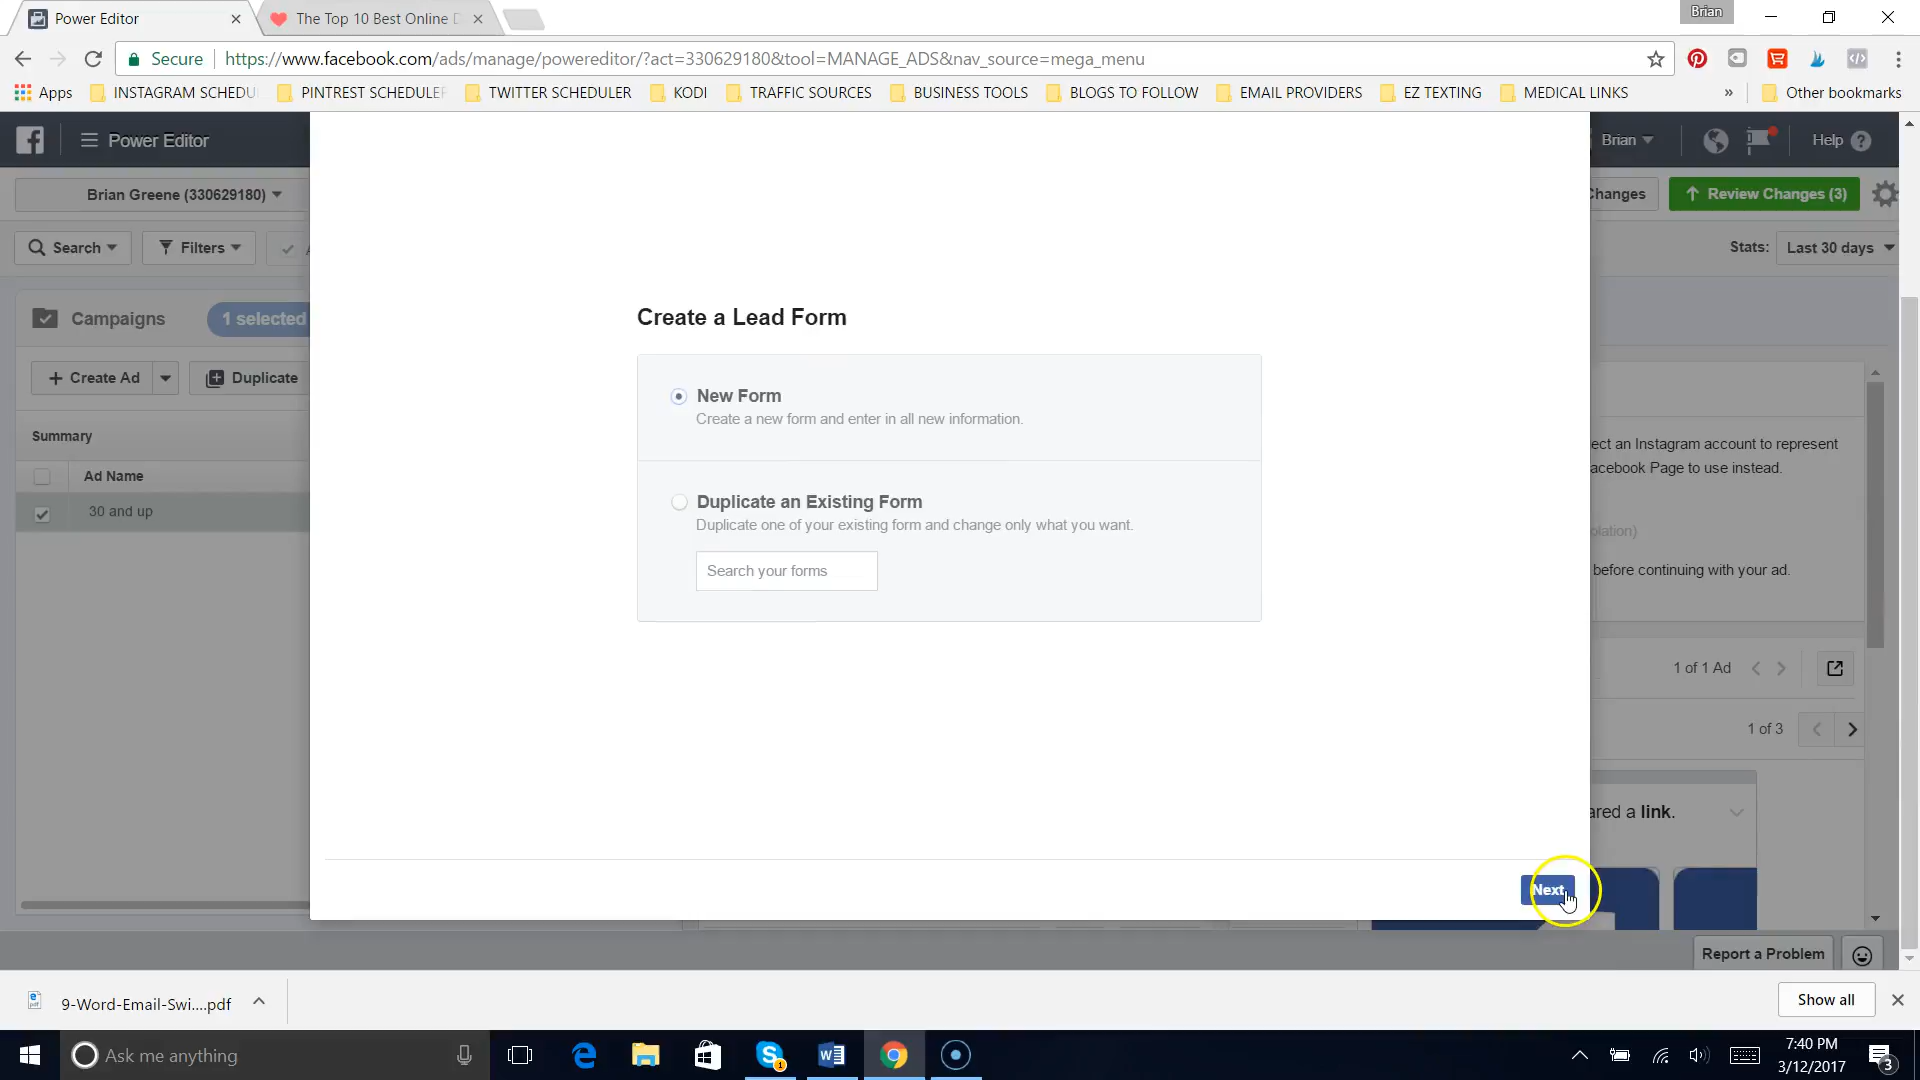 Power Editor
The Top 10 Best Online D
Brian
Secure https://www.facebook.com/ads/manage/powereditor/?act=330629180&tool=MANAGE_ADS&nav_source=mega_menu
Apps INSTAGRAM SCHEDU PINTREST SCHEDULER TWITTER SCHEDULER KODI TRAFFIC SOURCES BUSINESS TOOLS BLOGS TO FOLLOW EMAIL PROVIDERS EZ TEXTING MEDICAL LINKS » Other bookmarks
Power Editor Brian Help
Brian Greene (330629180) Changes Review Changes (3)
Search Filters Stats: Last 30 days
Campaigns 1 selected
Create Ad Duplicate
Summary
Ad Name
30 and up
Create a Lead Form
New Form
Create a new form and enter in all new information.
Duplicate an Existing Form
Duplicate one of your existing form and change only what you want.
Search your forms
Next
ect an Instagram account to represent
acebook Page to use instead.
olation)
before continuing with your ad.
1 of 1 Ad
1 of 3
ared a link.
Report a Problem
9-Word-Email-Swi....pdf Show all
Ask me anything
7:40 PM
3/12/2017
3
1